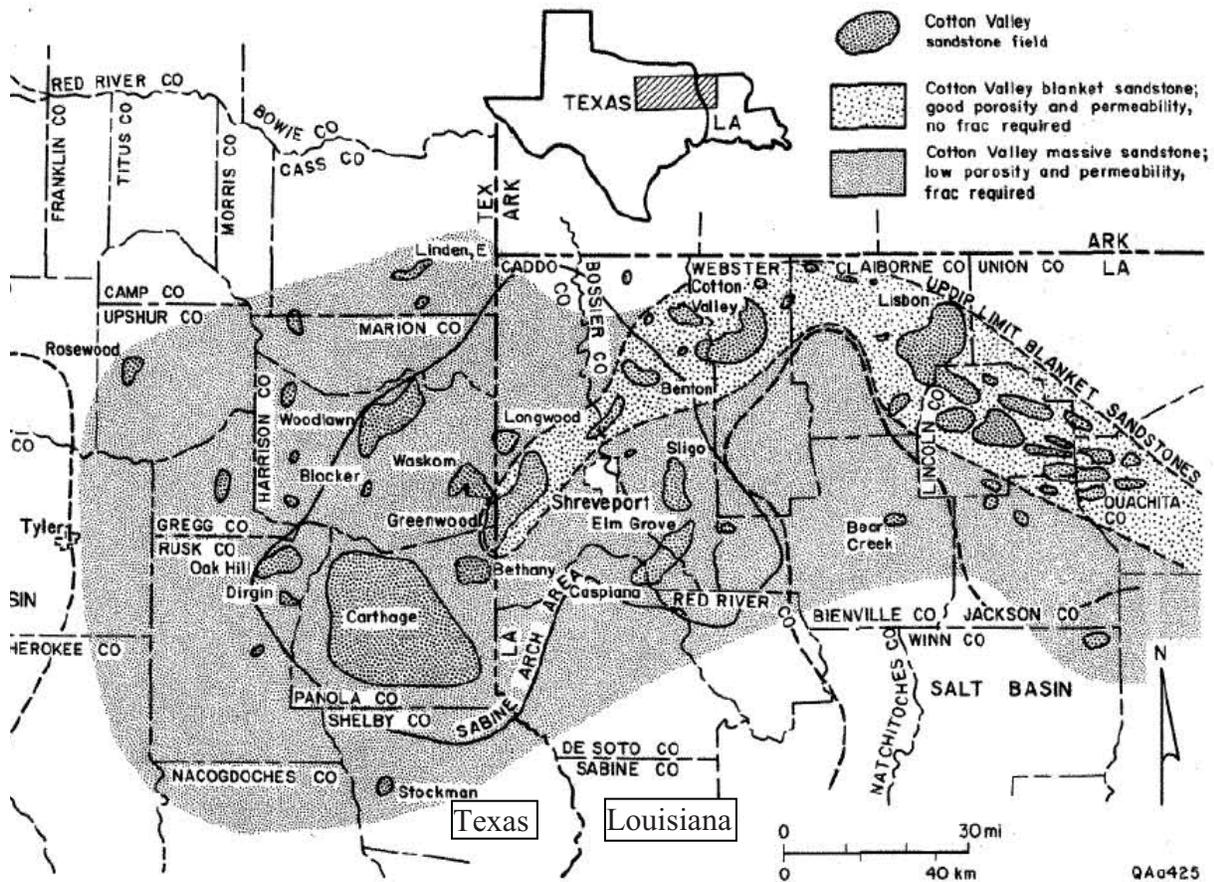 Cotton Valley
sandstone field
Cotton Valley blanket sandstone;
good porosity and permeability,
no frac required
Cotton Valley massive sandstone;
low porosity and permeability,
frac required
TEXAS
LA
RED RIVER CO
BOWIE CO
CASS CO
FRANKLIN CO
TITUS CO
MORRIS CO
TEX
ARK
ARK
LA
Linden, E
CADDO CO
BOSSIER CO
WEBSTER
CLAIBORNE CO
UNION CO
Cotton
Valley
Lisbon
UPDIP LIMIT BLANKET SANDSTONES
CAMP CO
UPSHUR CO
MARION CO
Rosewood
Benton
HARRISON CO
Woodlawn
Longwood
LINCOLN CO
CO
Blocker
Waskom
Sligo
Shreveport
OUACHITA
CO
Greenwood
Elm Grove
Tyler
GREGG CO
RUSK CO
Oak Hill
Bear
Creek
Bethany
Dirgin
Caspiana
SIN
Carthage
RED RIVER
CO
BIENVILLE CO
JACKSON CO
HEROKEE CO
LA
WINN CO
SABINE ARCH AREA
NATCHITOCHES CO
N
PANOLA CO
SHELBY CO
SALT BASIN
DE SOTO CO
SABINE CO
NACOGDOCHES CO
Stockman
Texas
Louisiana
0 30 mi
0 40 km
QAa425